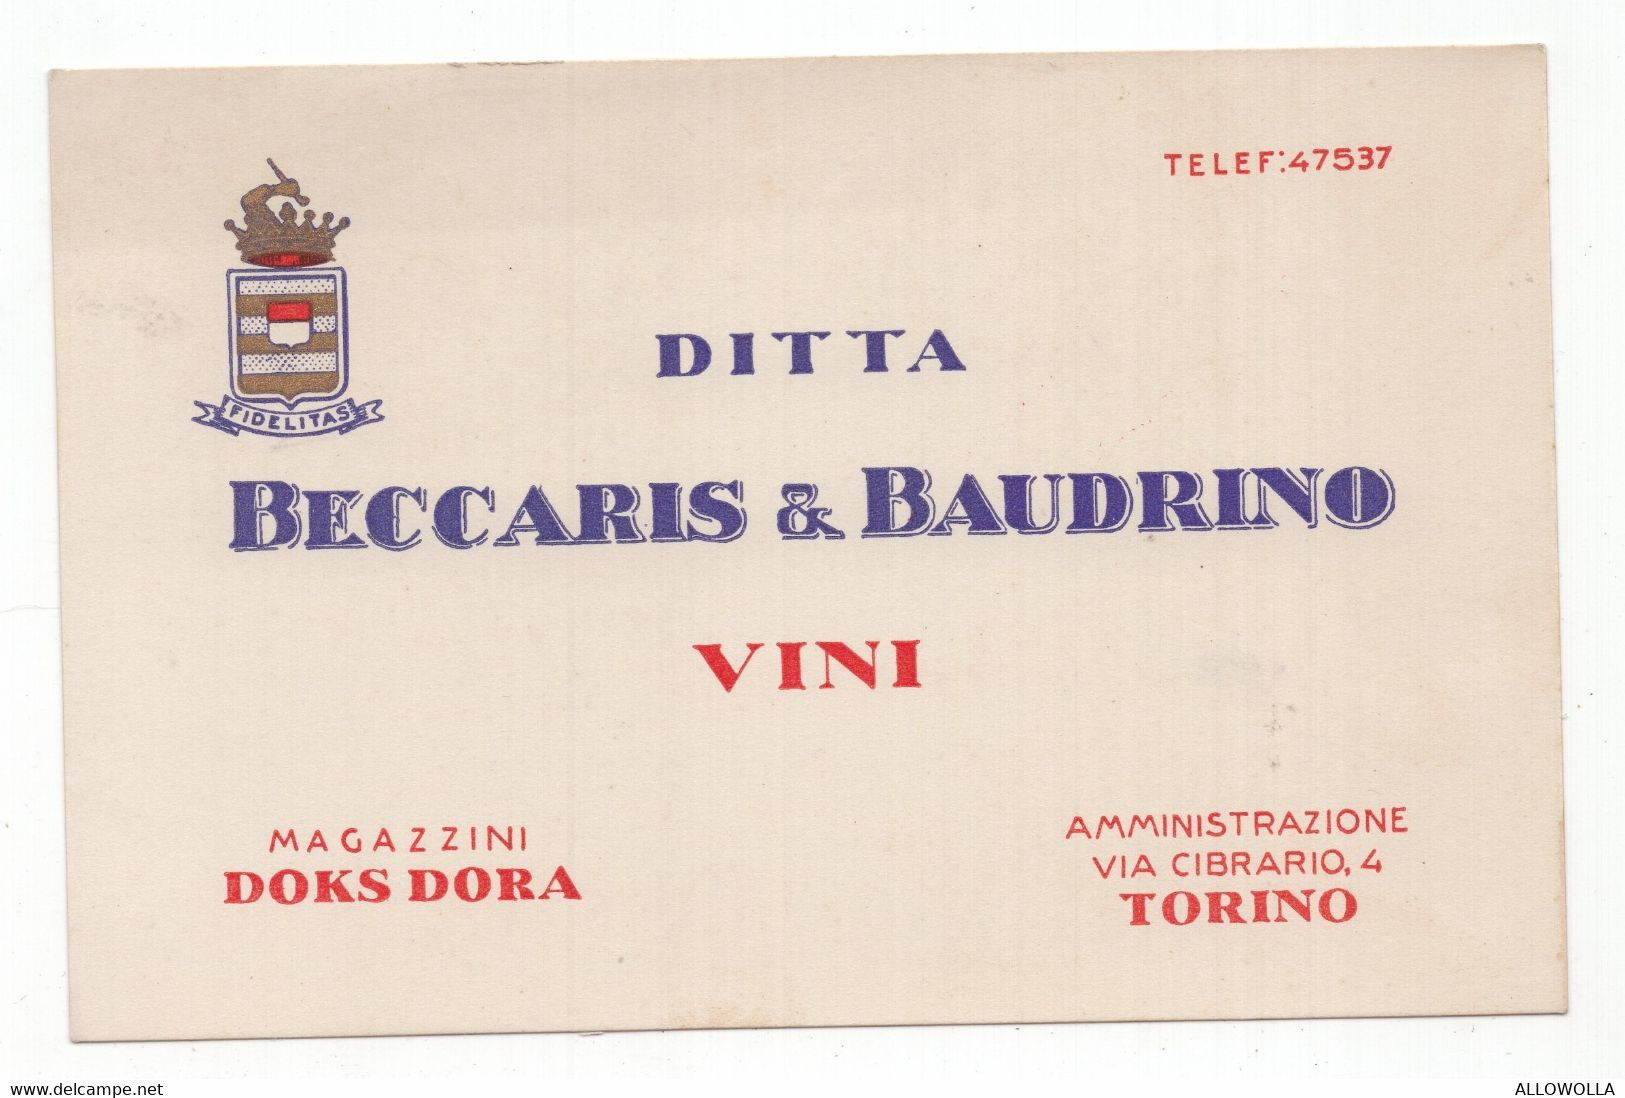 TELEF: 47537
FIDELITAS
DITTA
BECCARIS & BAUDRINO
VINI
MAGAZZINI
DOKS DORA
AMMINISTRAZIONE
VIA CIBRARIO, 4
TORINO
www.delcampe.net
ALLOWOLLA